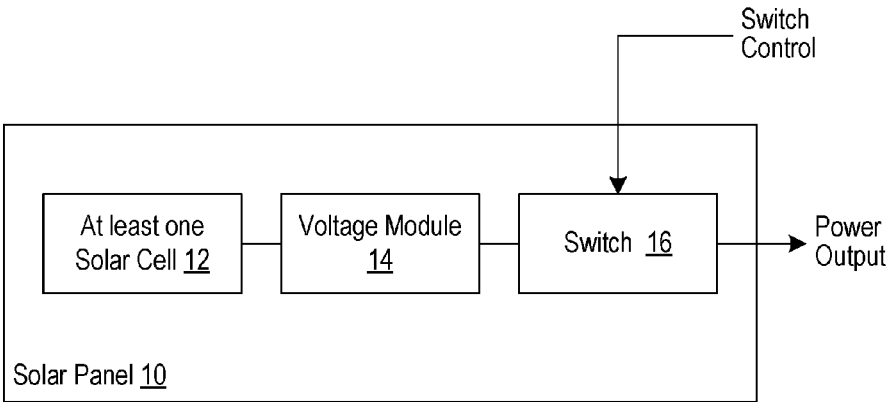 Switch
Control
At least one
Solar Cell 12
Voltage Module
14
Switch 16
Power
Output
Solar Panel 10